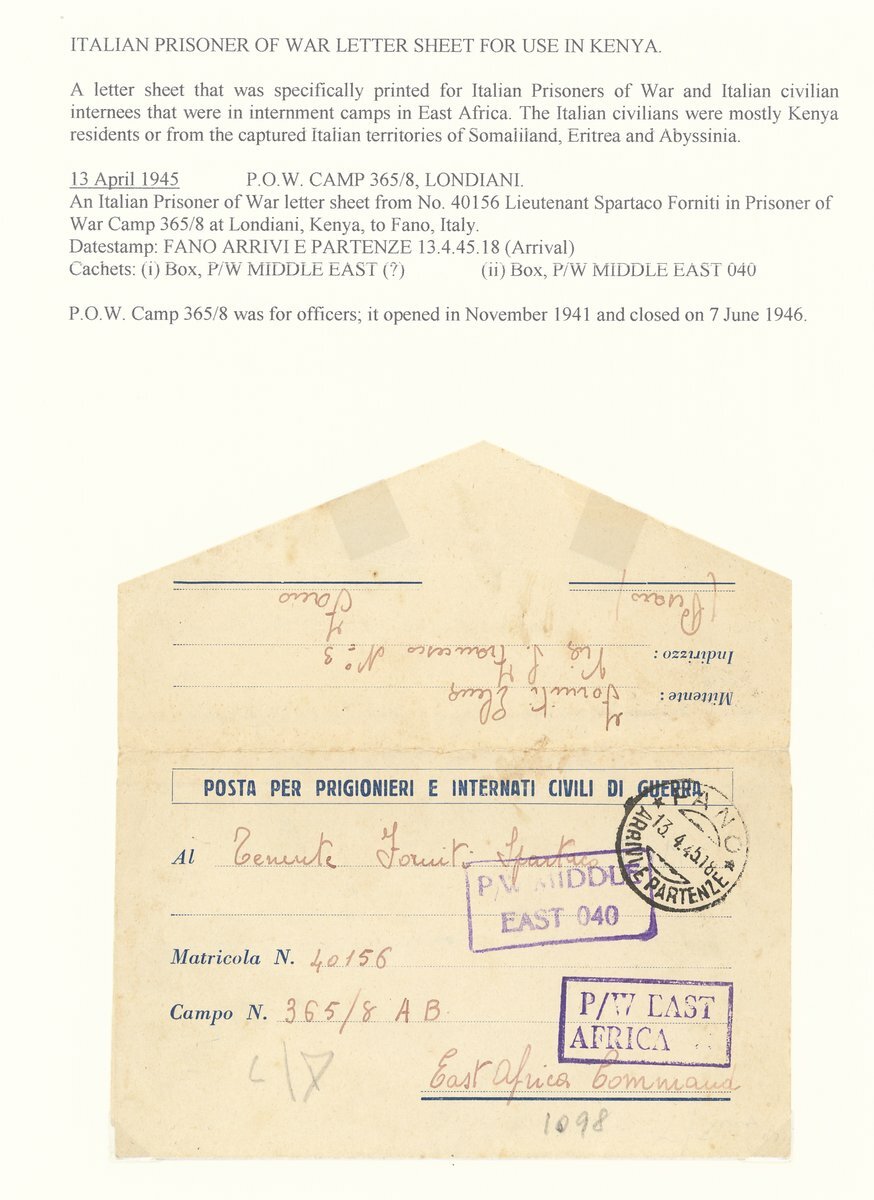 ITALIAN PRISONER OF WAR LETTER SHEET FOR USE IN KENYA.
A letter sheet that was specifically printed for Italian Prisoners of War and Italian civilian
internees that were in internment camps in East Africa. The Italian civilians were mostly Kenya
residents or from the captured Italian territories of Somaliland, Eritrea and Abyssinia.
13 April 1945 P.O.W. CAMP 365/8, LONDIANI.
An Italian Prisoner of War letter sheet from No. 40156 Lieutenant Spartaco Forniti in Prisoner of
War Camp 365/8 at Londiani, Kenya, to Fano, Italy.
Datestamp: FANO ARRIVI E PARTENZE 13.4.45.18 (Arrival)
Cachets: (i) Box, P/W MIDDLE EAST (?) (ii) Box, P/W MIDDLE EAST 040
P.O.W. Camp 365/8 was for officers; it opened in November 1941 and closed on 7 June 1946.
Mittente: Forniti
Indirizzo: Via S. Francesco N.º 3
Fano
(Pesaro)
POSTA PER PRIGIONIERI E INTERNATI CIVILI DI GUERRA
FANO
13.4.45.18
ARRIVI E PARTENZE
Al Tenente Forniti Spartaco
P/W MIDDLE
EAST 040
Matricola N. 40156
Campo N. 365/8 A B
P/W EAST
AFRICA
East Africa Command
1098